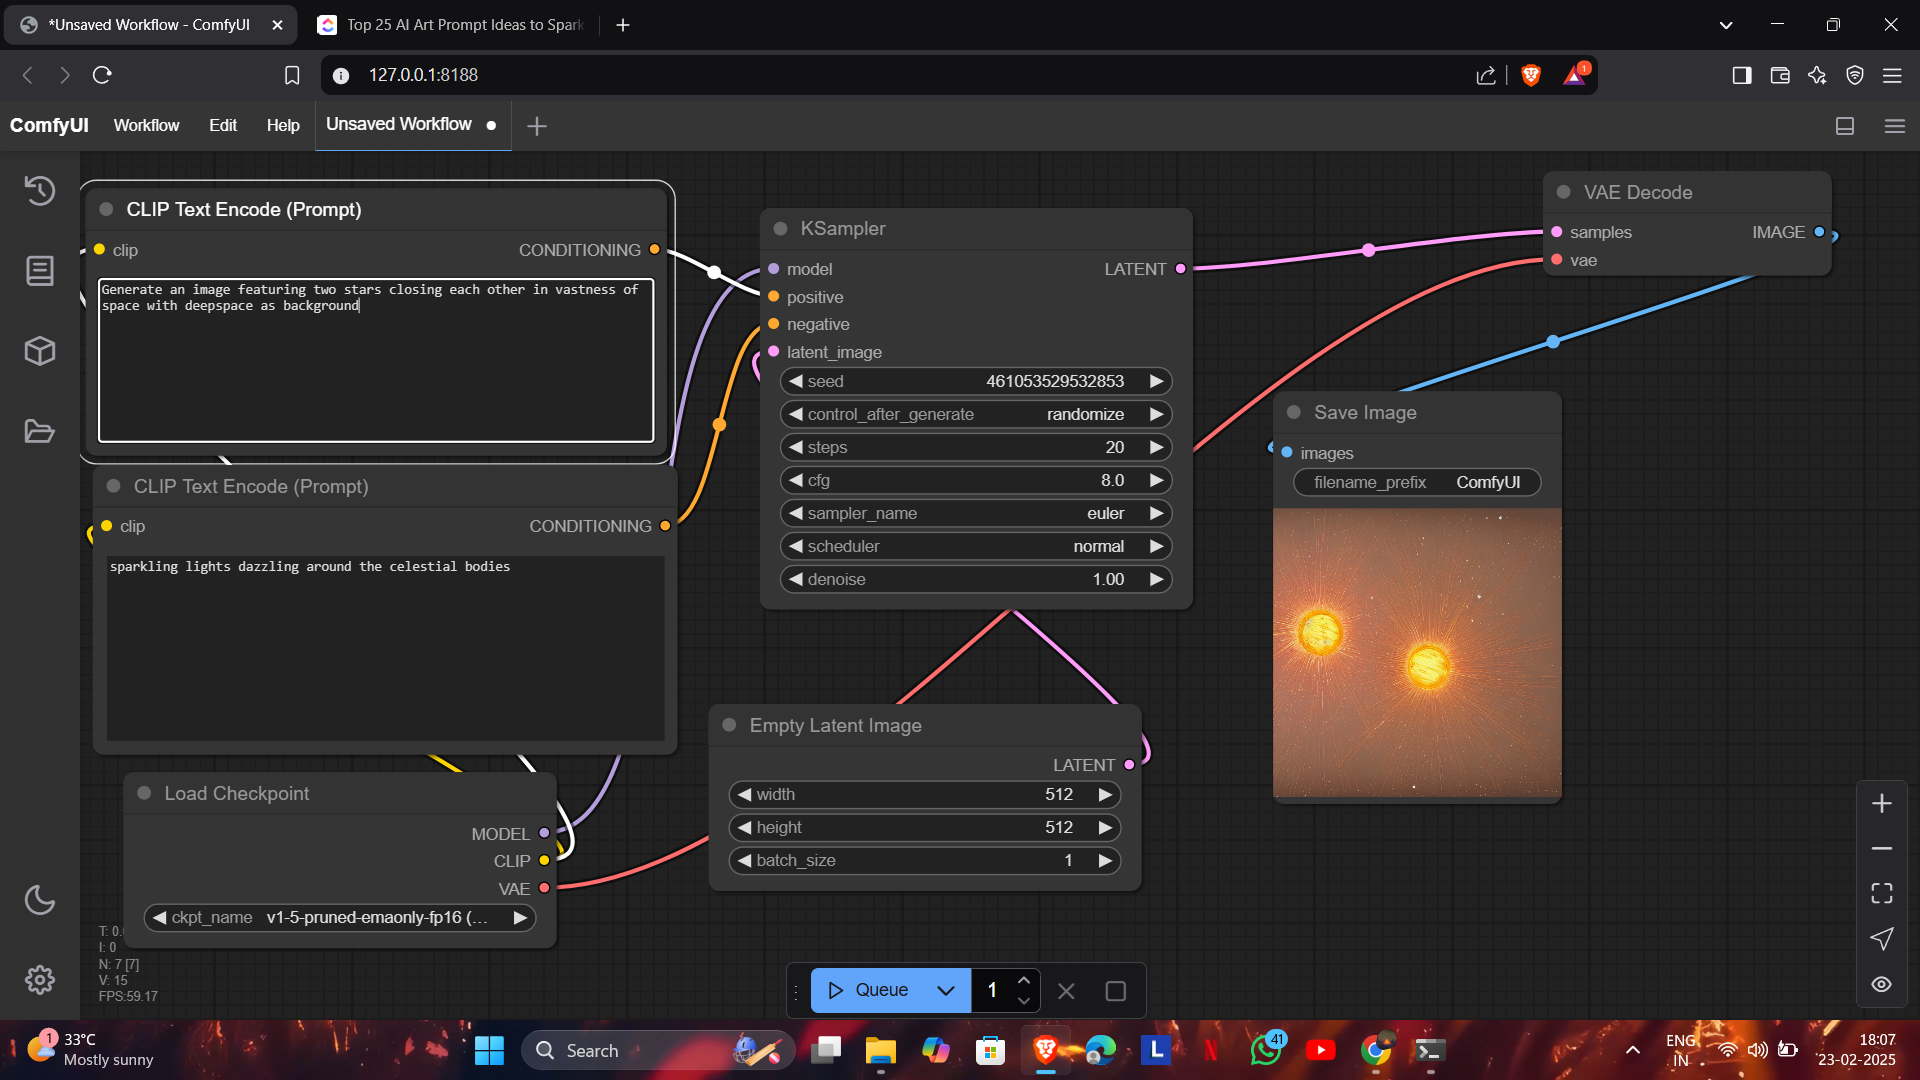 *Unsaved Workflow - ComfyUI
Top 25 AI Art Prompt Ideas to Spark
127.0.0.1:8188
1
ComfyUI
Workflow
Edit
Help
Unsaved Workflow
CLIP Text Encode (Prompt)
clip
CONDITIONING
Generate an image featuring two stars closing each other in vastness of
space with deepspace as background
CLIP Text Encode (Prompt)
clip
CONDITIONING
sparkling lights dazzling around the celestial bodies
Load Checkpoint
MODEL
CLIP
VAE
ckpt_name v1-5-pruned-emaonly-fp16 (...
T: 0.
I: 0
N: 7 [7]
V: 15
FPS:59.17
KSampler
model
LATENT
positive
negative
latent_image
seed 461053529532853
control_after_generate randomize
steps 20
cfg 8.0
sampler_name euler
scheduler normal
denoise 1.00
Empty Latent Image
LATENT
width 512
height 512
batch_size 1
VAE Decode
samples
IMAGE
vae
Save Image
images
filename_prefix ComfyUI
Queue
1
1
33°C
Mostly sunny
Search
L
N
41
ENG
IN
18:07
23-02-2025